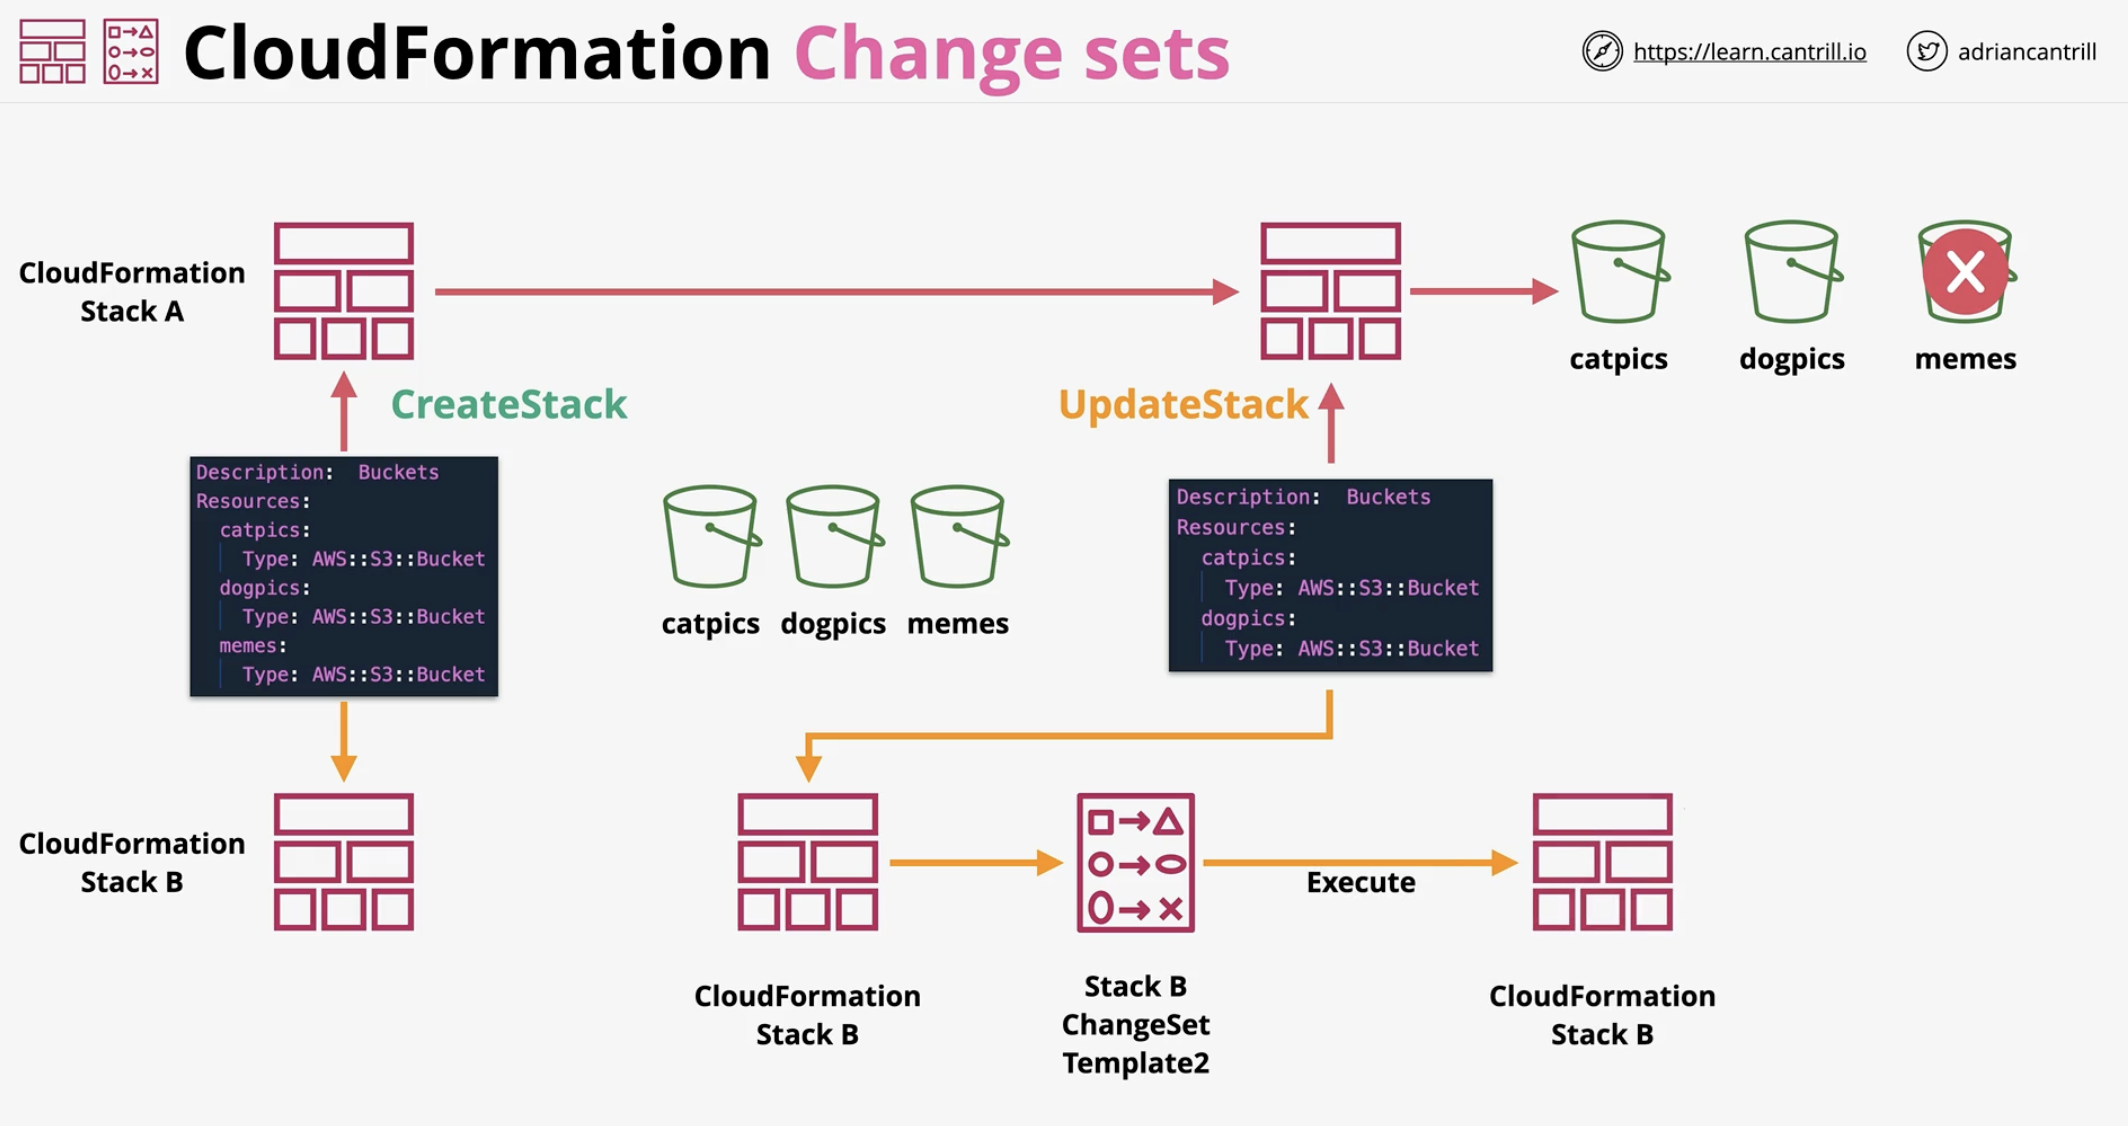 CloudFormation Change sets
https://learn.cantrill.io
adriancantrill
CloudFormation
Stack A
catpics
dogpics
memes
CreateStack
UpdateStack
Description:  Buckets
Resources:
  catpics:
    Type: AWS::S3::Bucket
  dogpics:
    Type: AWS::S3::Bucket
  memes:
    Type: AWS::S3::Bucket
catpics
dogpics
memes
Description:  Buckets
Resources:
  catpics:
    Type: AWS::S3::Bucket
  dogpics:
    Type: AWS::S3::Bucket
CloudFormation
Stack B
Execute
CloudFormation
Stack B
Stack B
ChangeSet
Template2
CloudFormation
Stack B